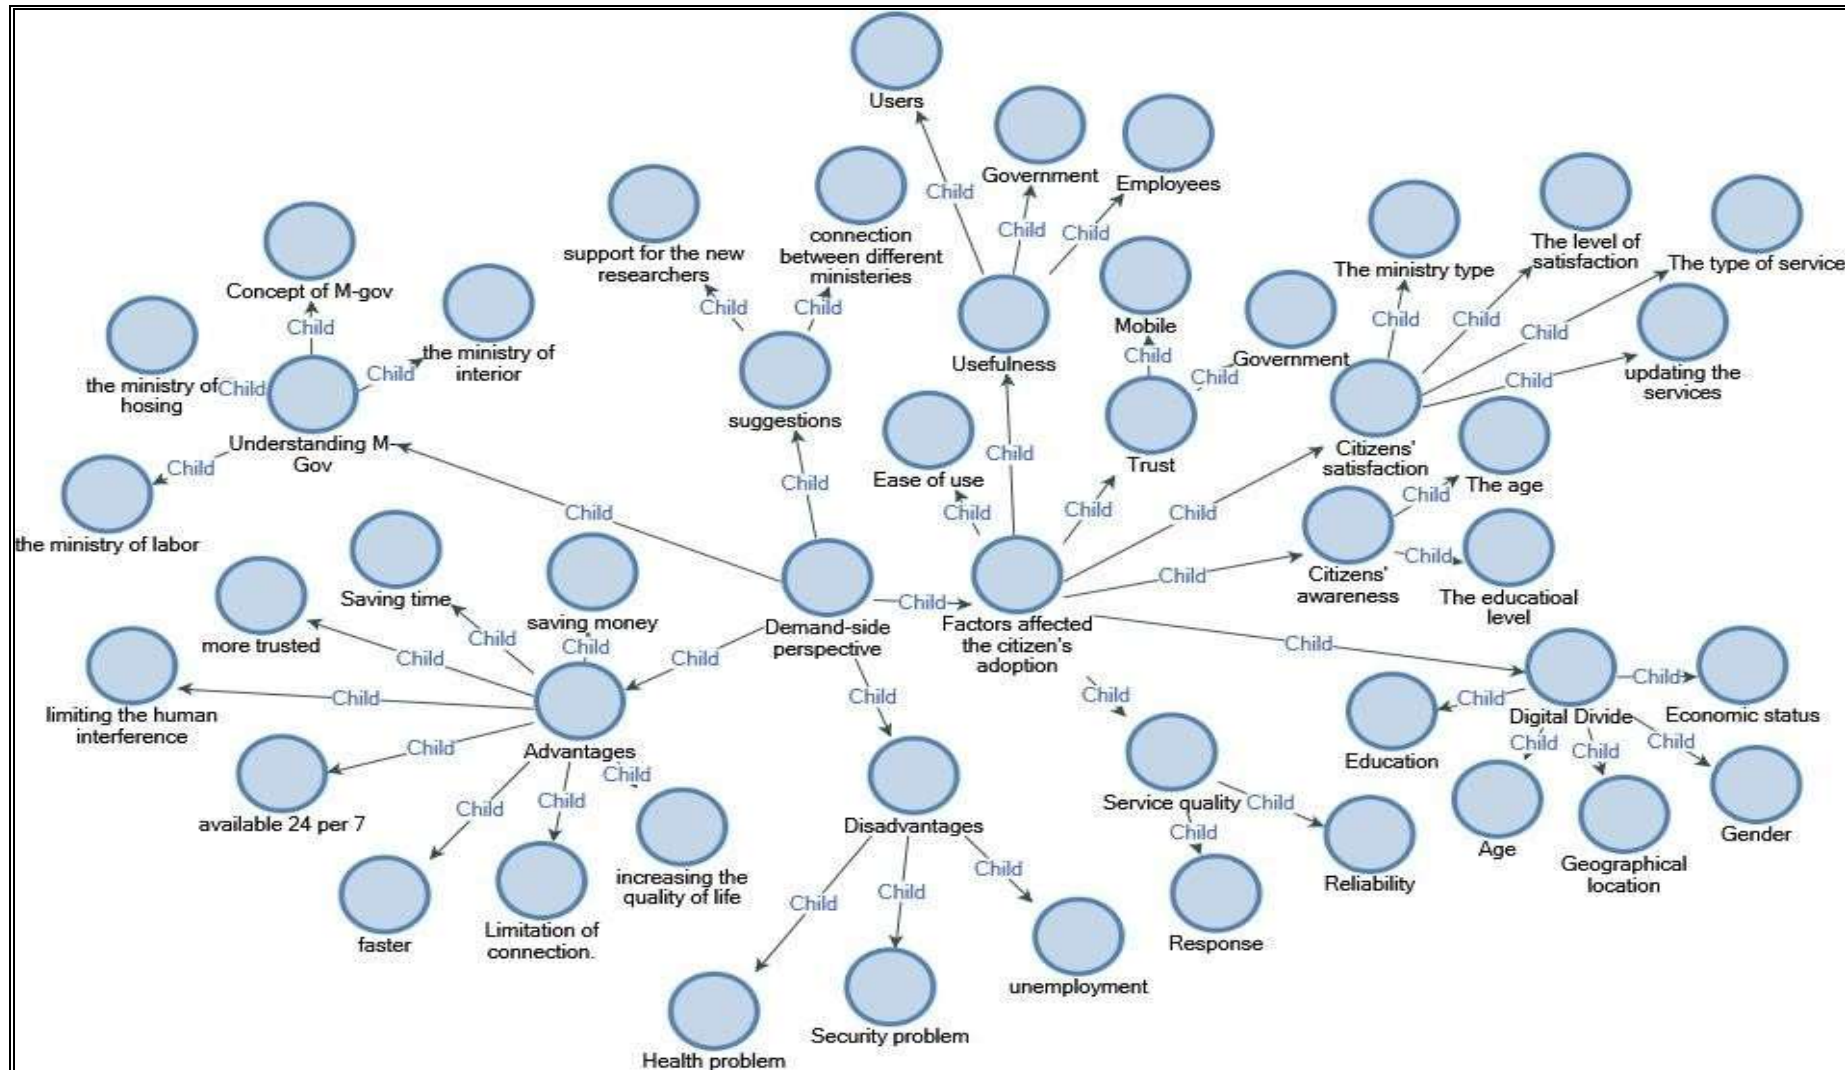 Users
Child
Government
Employees
Child
Child
support for the new
researchers
Child
connection
between different
ministeries
Child
Concept of M-gov
Child
the ministry of
hosing
Child
the ministry of
interior
Child
Understanding M-
Gov
Child
the ministry of labor
suggestions
Child
Usefulness
Child
Mobile
Child
Government
Child
Trust
Child
Ease of use
Child
The ministry type
Child
The level of
satisfaction
Child
The type of service
Child
updating the
services
Child
Citizens'
satisfaction
Child
The age
Child
Citizens'
awareness
Child
The educatioal
level
Child
Child
Demand-side
perspective
Child
Factors affected
the citizen's
adoption
Child
Saving time
Child
saving money
Child
more trusted
Child
limiting the human
interference
Child
available 24 per 7
Child
Advantages
Child
faster
Child
Limitation of
connection.
Child
increasing the
quality of life
Child
Child
Disadvantages
Child
Health problem
Child
Security problem
Child
unemployment
Child
Service quality
Child
Reliability
Child
Response
Child
Digital Divide
Child
Economic status
Child
Education
Child
Age
Child
Geographical
location
Child
Gender
Child